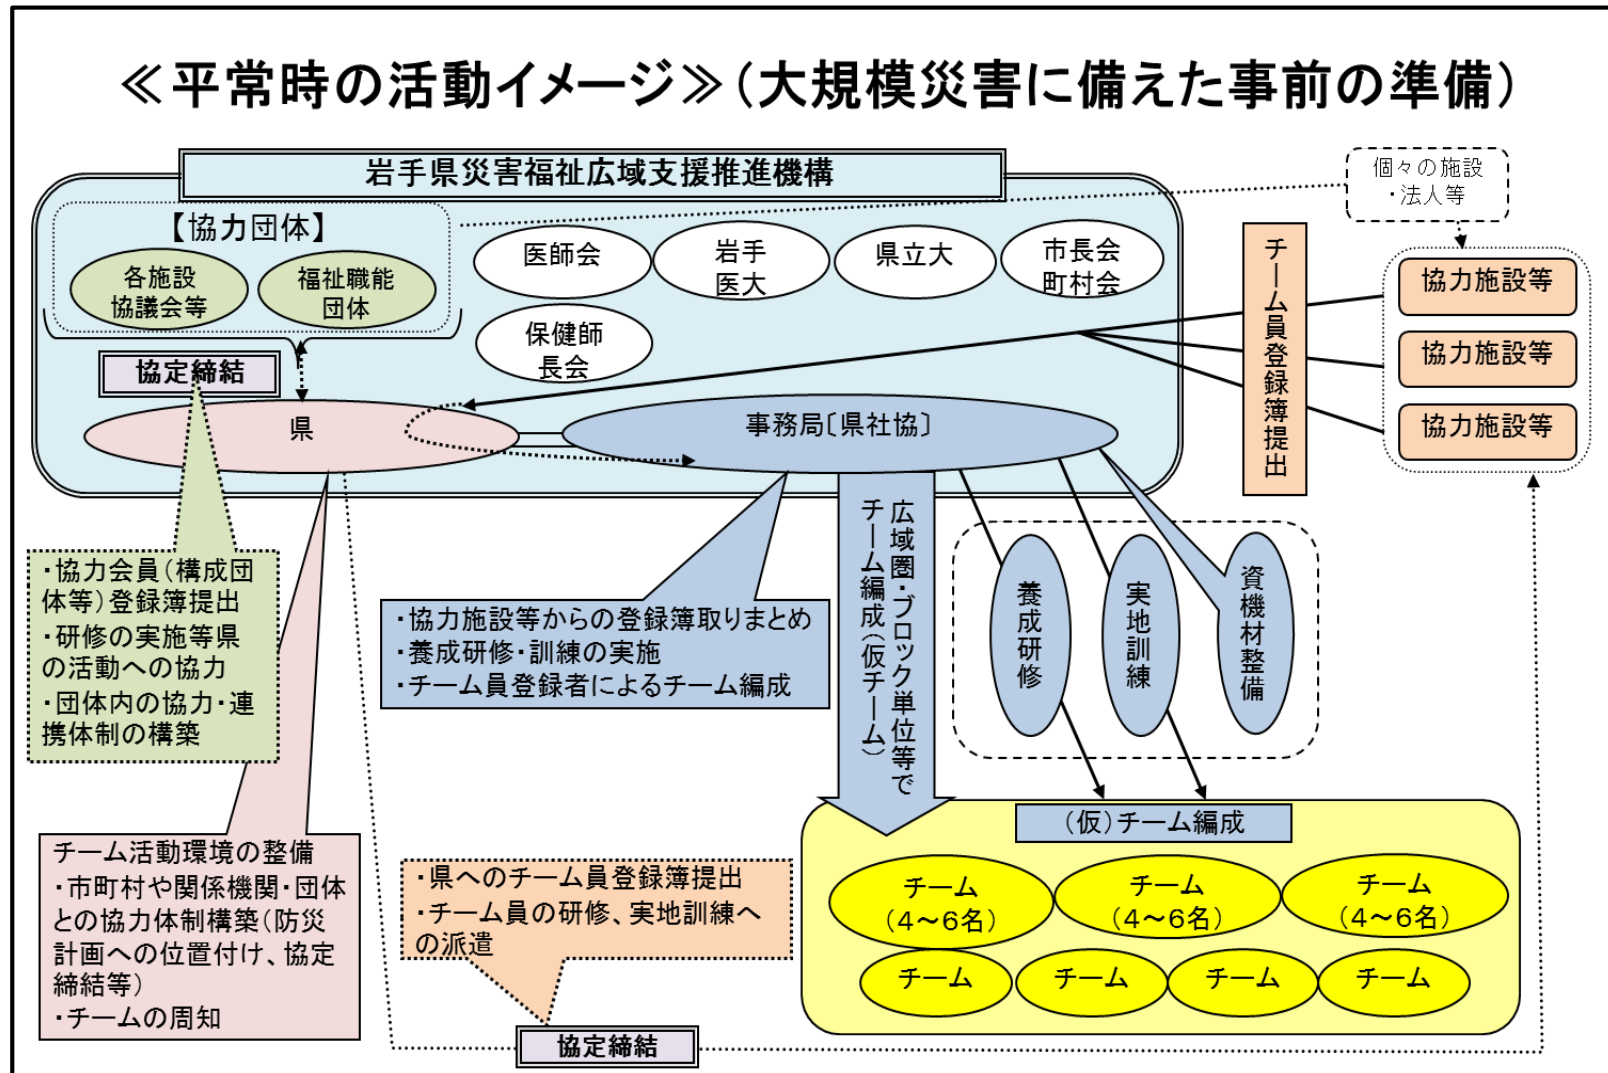 ≪平常時の活動イメージ≫（大規模災害に備えた事前の準備）
岩手県災害福祉広域支援推進機構
個々の施設
・法人等
【協力団体】
各施設
協議会等
福祉職能
団体
医師会
岩手
医大
県立大
市長会
町村会
保健師
長会
チーム員登録簿提出
協力施設等
協力施設等
協力施設等
協定締結
県
事務局〔県社協〕
・協力会員（構成団
体等）登録簿提出
・研修の実施等県
の活動への協力
・団体内の協力・連
携体制の構築
・協力施設等からの登録簿取りまとめ
・養成研修・訓練の実施
・チーム員登録者によるチーム編成
広域圏・ブロック単位等で
チーム編成（仮チーム）
養成研修
実地訓練
資機材整備
チーム活動環境の整備
・市町村や関係機関・団体
との協力体制構築（防災
計画への位置付け、協定
締結等）
・チームの周知
・県へのチーム員登録簿提出
・チーム員の研修、実地訓練へ
の派遣
協定締結
（仮）チーム編成
チーム
（４～６名）
チーム
（４～６名）
チーム
（４～６名）
チーム
チーム
チーム
チーム